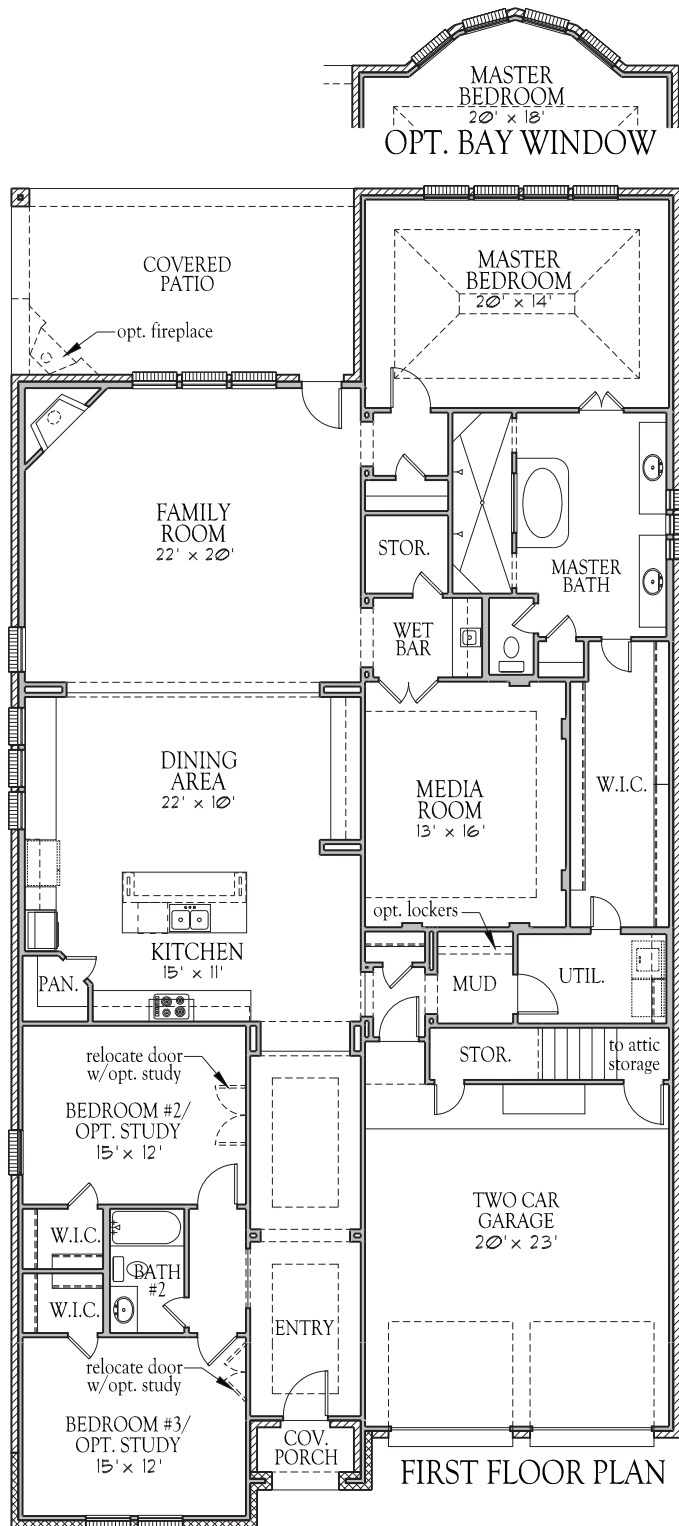 MASTER
BEDROOM
20' x 18'
OPT. BAY WINDOW
COVERED
PATIO
opt. fireplace
MASTER
BEDROOM
20' x 14'
FAMILY
ROOM
22' x 20'
STOR.
MASTER
BATH
WET
BAR
DINING
AREA
22' x 10'
MEDIA
ROOM
13' x 16'
W.I.C.
opt. lockers
KITCHEN
15' x 11'
PAN.
MUD
UTIL.
relocate door
w/opt. study
STOR.
to attic
storage
BEDROOM #2/
OPT. STUDY
15' x 12'
TWO CAR
GARAGE
20' x 23'
W.I.C.
BATH
#2
W.I.C.
ENTRY
relocate door
w/opt. study
BEDROOM #3/
OPT. STUDY
15' x 12'
COV.
PORCH
FIRST FLOOR PLAN